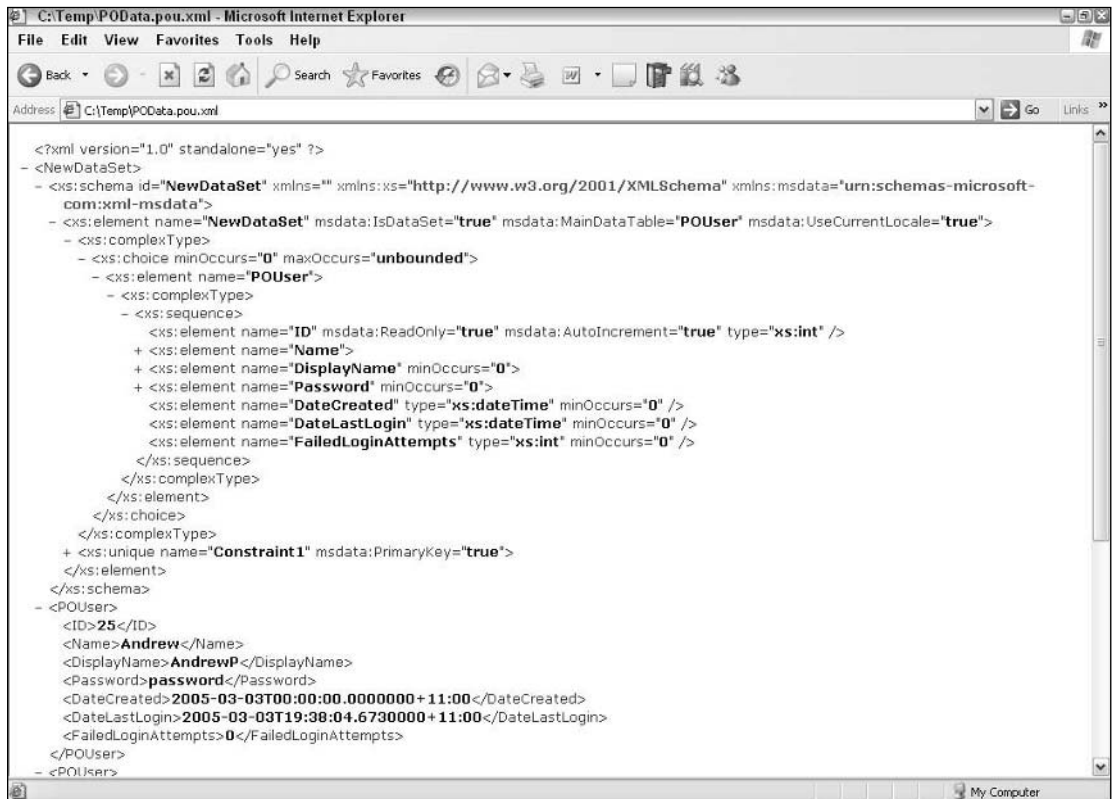 C:\Temp\POData.pou.xml - Microsoft Internet Explorer
File Edit View Favorites Tools Help
Back Search Favorites
Address C:\Temp\POData.pou.xml Go Links »
<?xml version="1.0" standalone="yes" ?>
- <NewDataSet>
- <xs:schema id="NewDataSet" xmlns="" xmlns:xs="http://www.w3.org/2001/XMLSchema" xmlns:msdata="urn:schemas-microsoft-
com:xml-msdata">
- <xs:element name="NewDataSet" msdata:IsDataSet="true" msdata:MainDataTable="POUser" msdata:UseCurrentLocale="true">
- <xs:complexType>
- <xs:choice minOccurs="0" maxOccurs="unbounded">
- <xs:element name="POUser">
- <xs:complexType>
- <xs:sequence>
<xs:element name="ID" msdata:ReadOnly="true" msdata:AutoIncrement="true" type="xs:int" />
+ <xs:element name="Name">
+ <xs:element name="DisplayName" minOccurs="0">
+ <xs:element name="Password" minOccurs="0">
<xs:element name="DateCreated" type="xs:dateTime" minOccurs="0" />
<xs:element name="DateLastLogin" type="xs:dateTime" minOccurs="0" />
<xs:element name="FailedLoginAttempts" type="xs:int" minOccurs="0" />
</xs:sequence>
</xs:complexType>
</xs:element>
</xs:choice>
</xs:complexType>
+ <xs:unique name="Constraint1" msdata:PrimaryKey="true">
</xs:element>
</xs:schema>
- <POUser>
<ID>25</ID>
<Name>Andrew</Name>
<DisplayName>AndrewP</DisplayName>
<Password>password</Password>
<DateCreated>2005-03-03T00:00:00.0000000+11:00</DateCreated>
<DateLastLogin>2005-03-03T19:38:04.6730000+11:00</DateLastLogin>
<FailedLoginAttempts>0</FailedLoginAttempts>
</POUser>
- <POUser>
My Computer